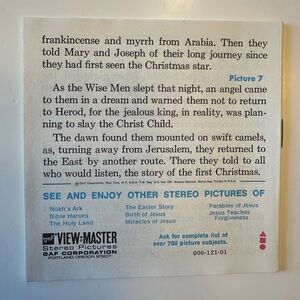 frankincense and myrrh from Arabia. Then they
told Mary and Joseph of their long journey since
they had first seen the Christmas star.
Picture 7
As the Wise Men slept that night, an angel came
to them in a dream and warned them not to return
to Herod, for the jealous king, in reality, was plan-
ning to slay the Christ Child.
The dawn found them mounted on swift camels,
as, turning away from Jerusalem, they returned to
the East by another route. There they told to all
who would listen, the story of the first Christmas.
SEE AND ENJOY OTHER STEREO PICTURES OF
Noah's Ark
Bible Heroes
The Holy Land
The Easter Story
Birth of Jesus
Miracles of Jesus
Parables of Jesus
Jesus Teaches
Forgiveness
gaf VIEW-MASTER
Stereo Pictures
GAF CORPORATION
PORTLAND, OREGON 97207
Ask for complete list of
over 750 picture subjects.
006-121-01